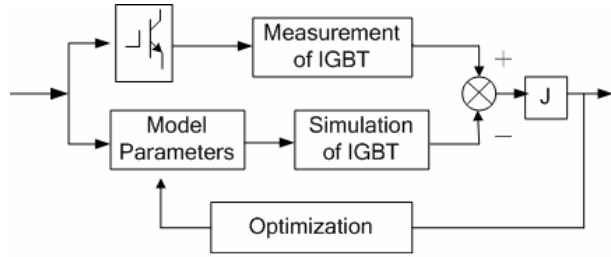 Measurement
of IGBT
+
J
Model
Parameters
Simulation
of IGBT
−
Optimization